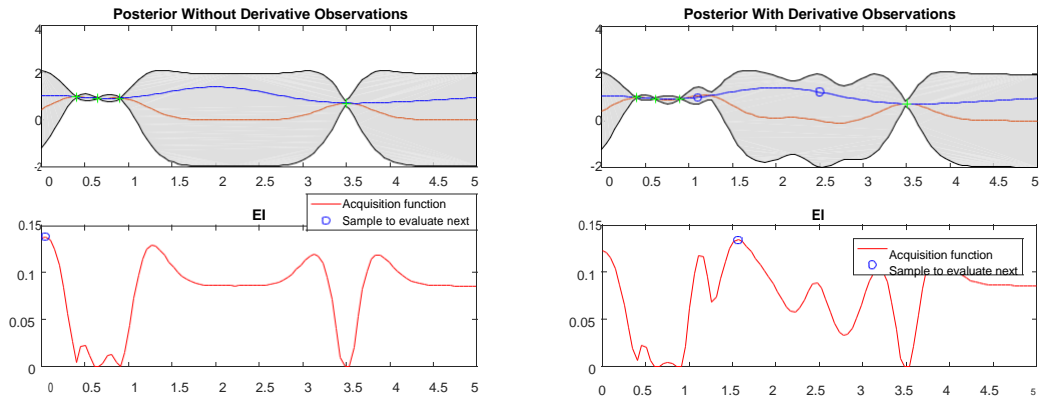 Posterior Without Derivative Observations
4
2
0
-2
0 0.5 1 1.5 2 2.5 3 3.5 4 4.5 5
EI
Acquisition function
Sample to evaluate next
0.15
0.1
0.05
0
0 0.5 1 1.5 2 2.5 3 3.5 4 4.5 5
Posterior With Derivative Observations
4
2
0
-2
0 0.5 1 1.5 2 2.5 3 3.5 4 4.5 5
EI
Acquisition function
Sample to evaluate next
0.15
0.1
0.05
0
0 0.5 1 1.5 2 2.5 3 3.5 4 4.5 5